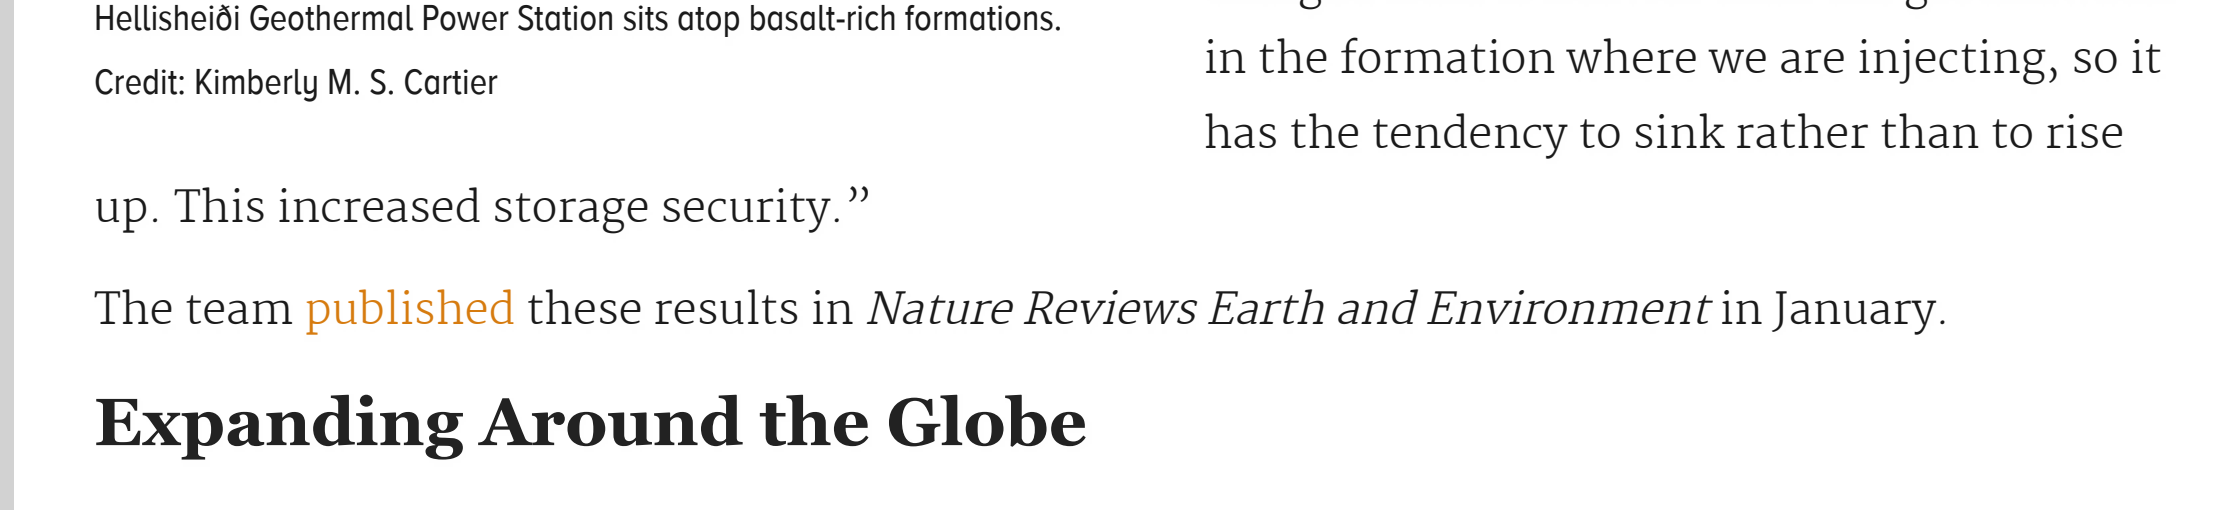 Hellisheiði Geothermal Power Station sits atop basalt-rich formations.
Credit: Kimberly M. S. Cartier
in the formation where we are injecting, so it
has the tendency to sink rather than to rise
up. This increased storage security.”
The team published these results in Nature Reviews Earth and Environment in January.
Expanding Around the Globe